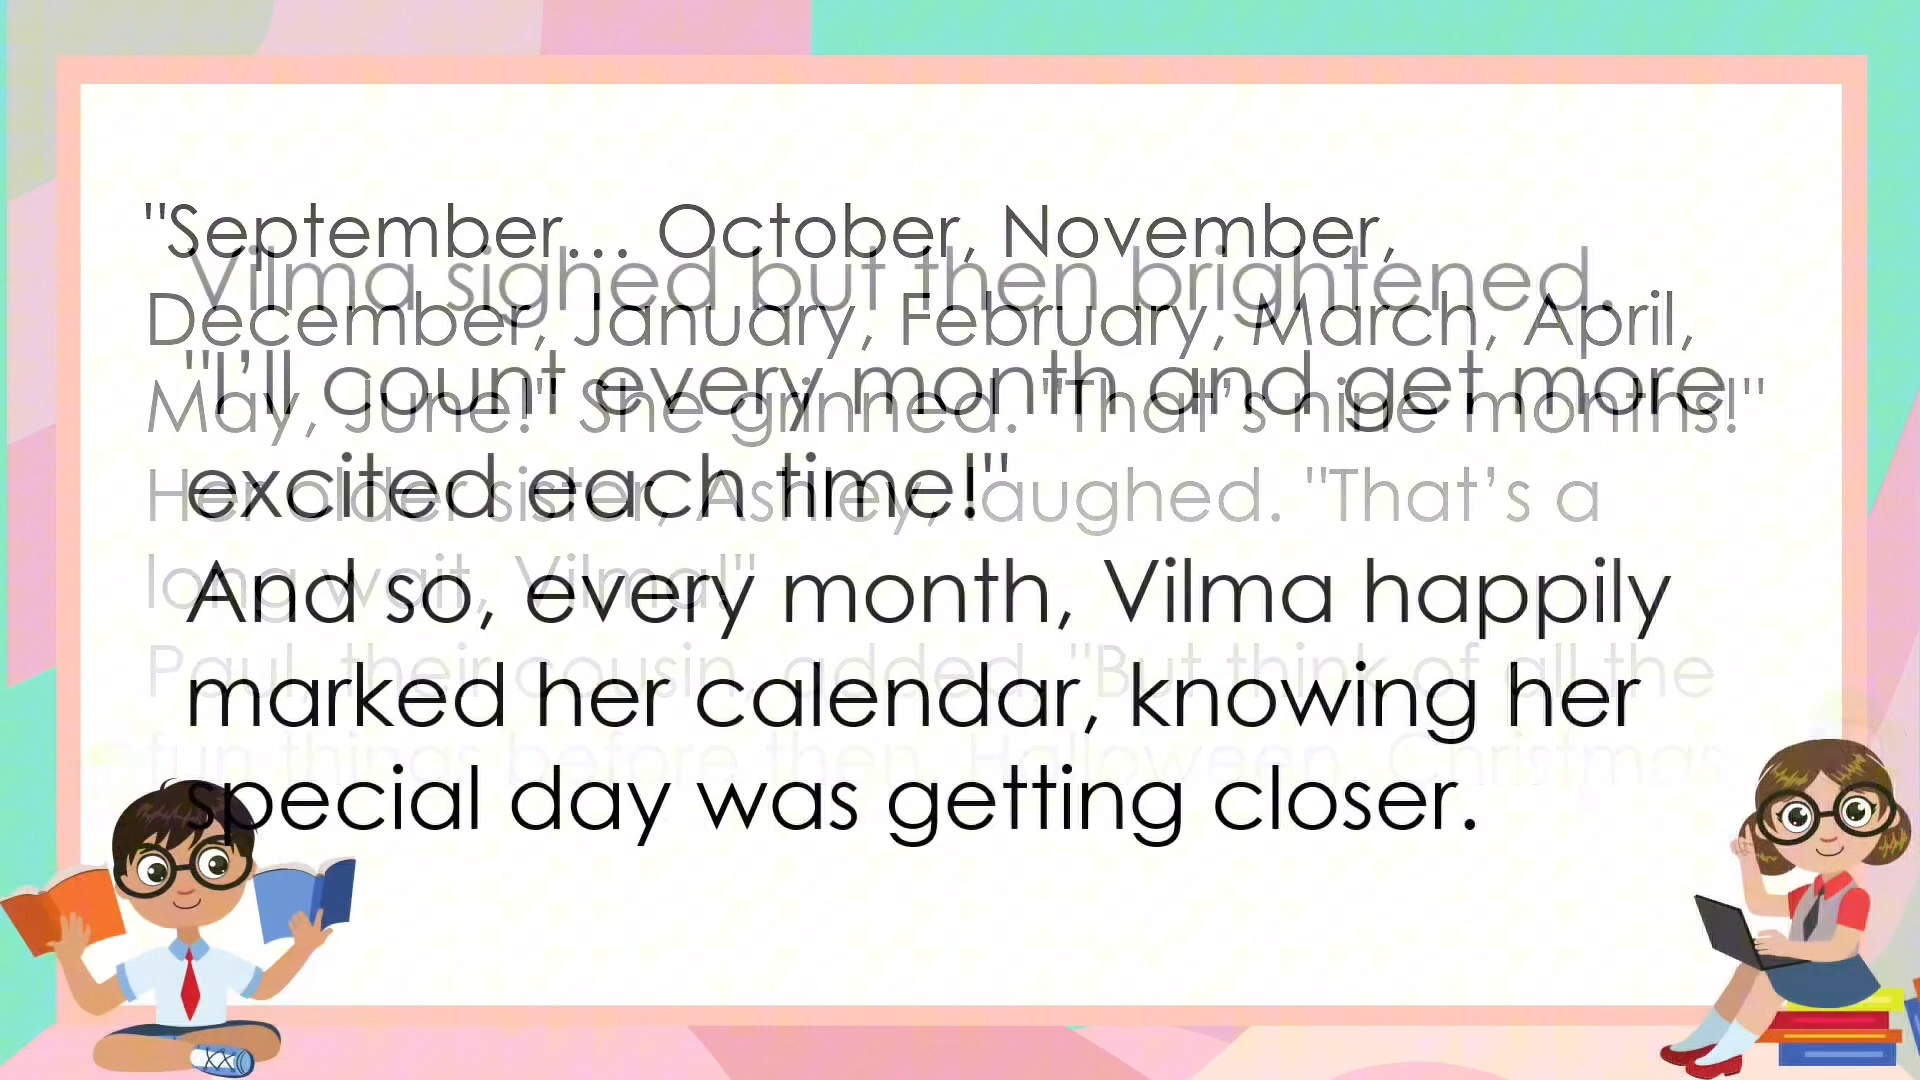 "September... October, November,
December, January, February, March, April,
May, June!" She grinned. "That's nine months!"
Her older sister, Ashley, laughed. "That's a
long wait, Vilma!"
Paul, their cousin, added, "But think of all the
fun things before then. Halloween, Christmas
Vilma sighed but then brightened.
"I'll count every month and get more
excited each time!"
And so, every month, Vilma happily
marked her calendar, knowing her
special day was getting closer.